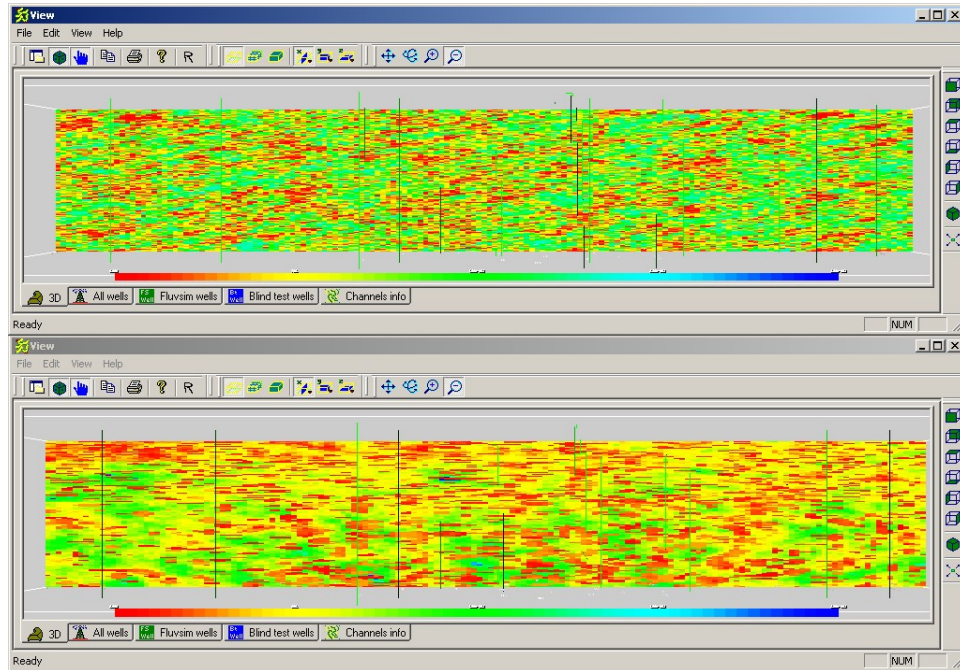 View
File Edit View Help
R
3D All wells Fluvsim wells Blind test wells Channels info
Ready NUM
View
File Edit View Help
R
3D All wells Fluvsim wells Blind test wells Channels info
Ready NUM